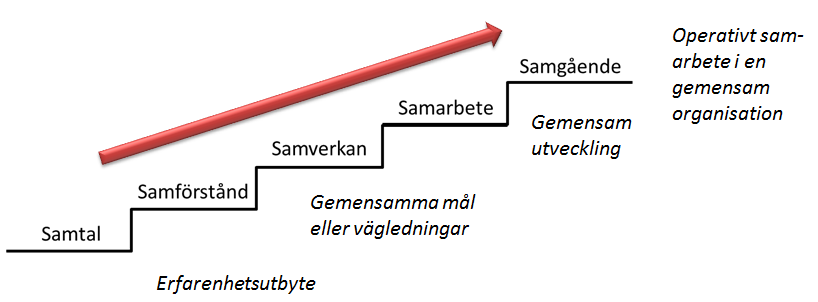 Samtal
Samförstånd
Samverkan
Samarbete
Samgående
Erfarenhetsutbyte
Gemensamma mål
eller vägledningar
Gemensam
utveckling
Operativt sam-
arbete i en
gemensam
organisation